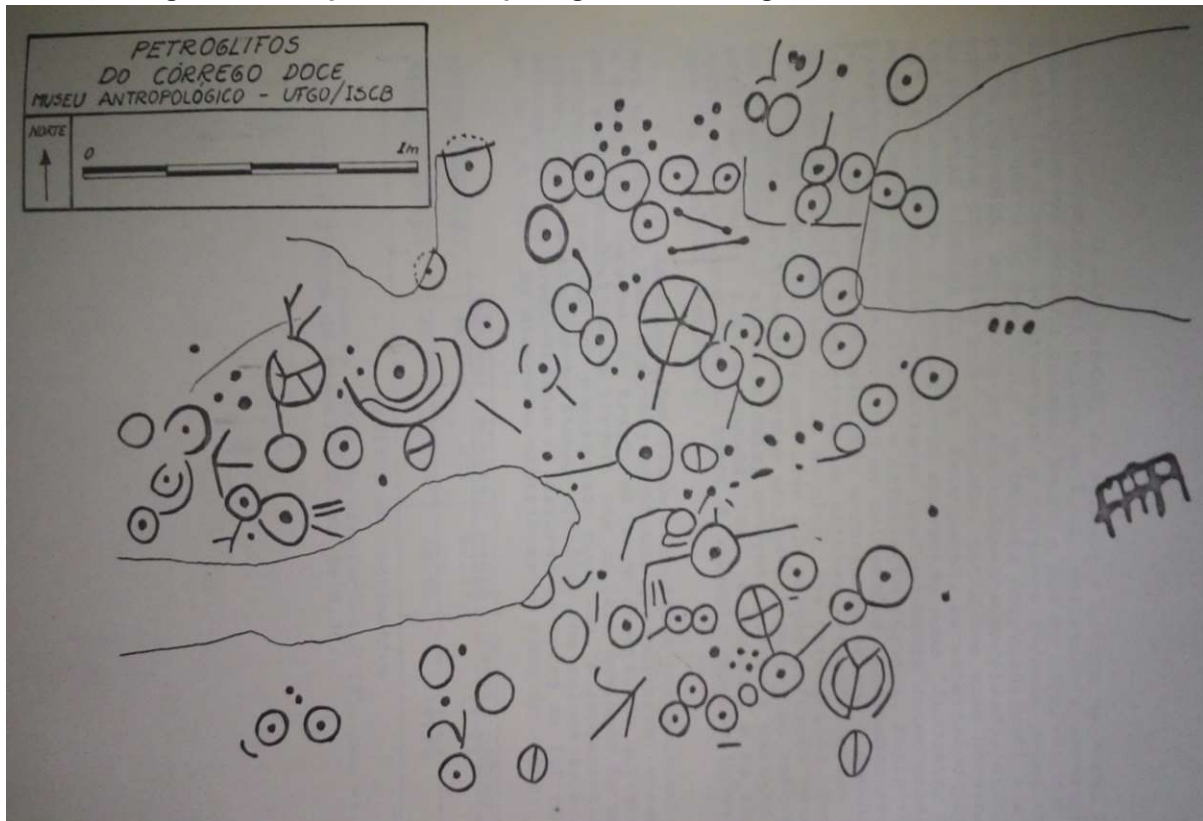 PETROGLIFOS
DO CÓRREGO DOCE
MUSEU ANTROPOLÓGICO - UFGO/ISCB
NORTE
0 1m